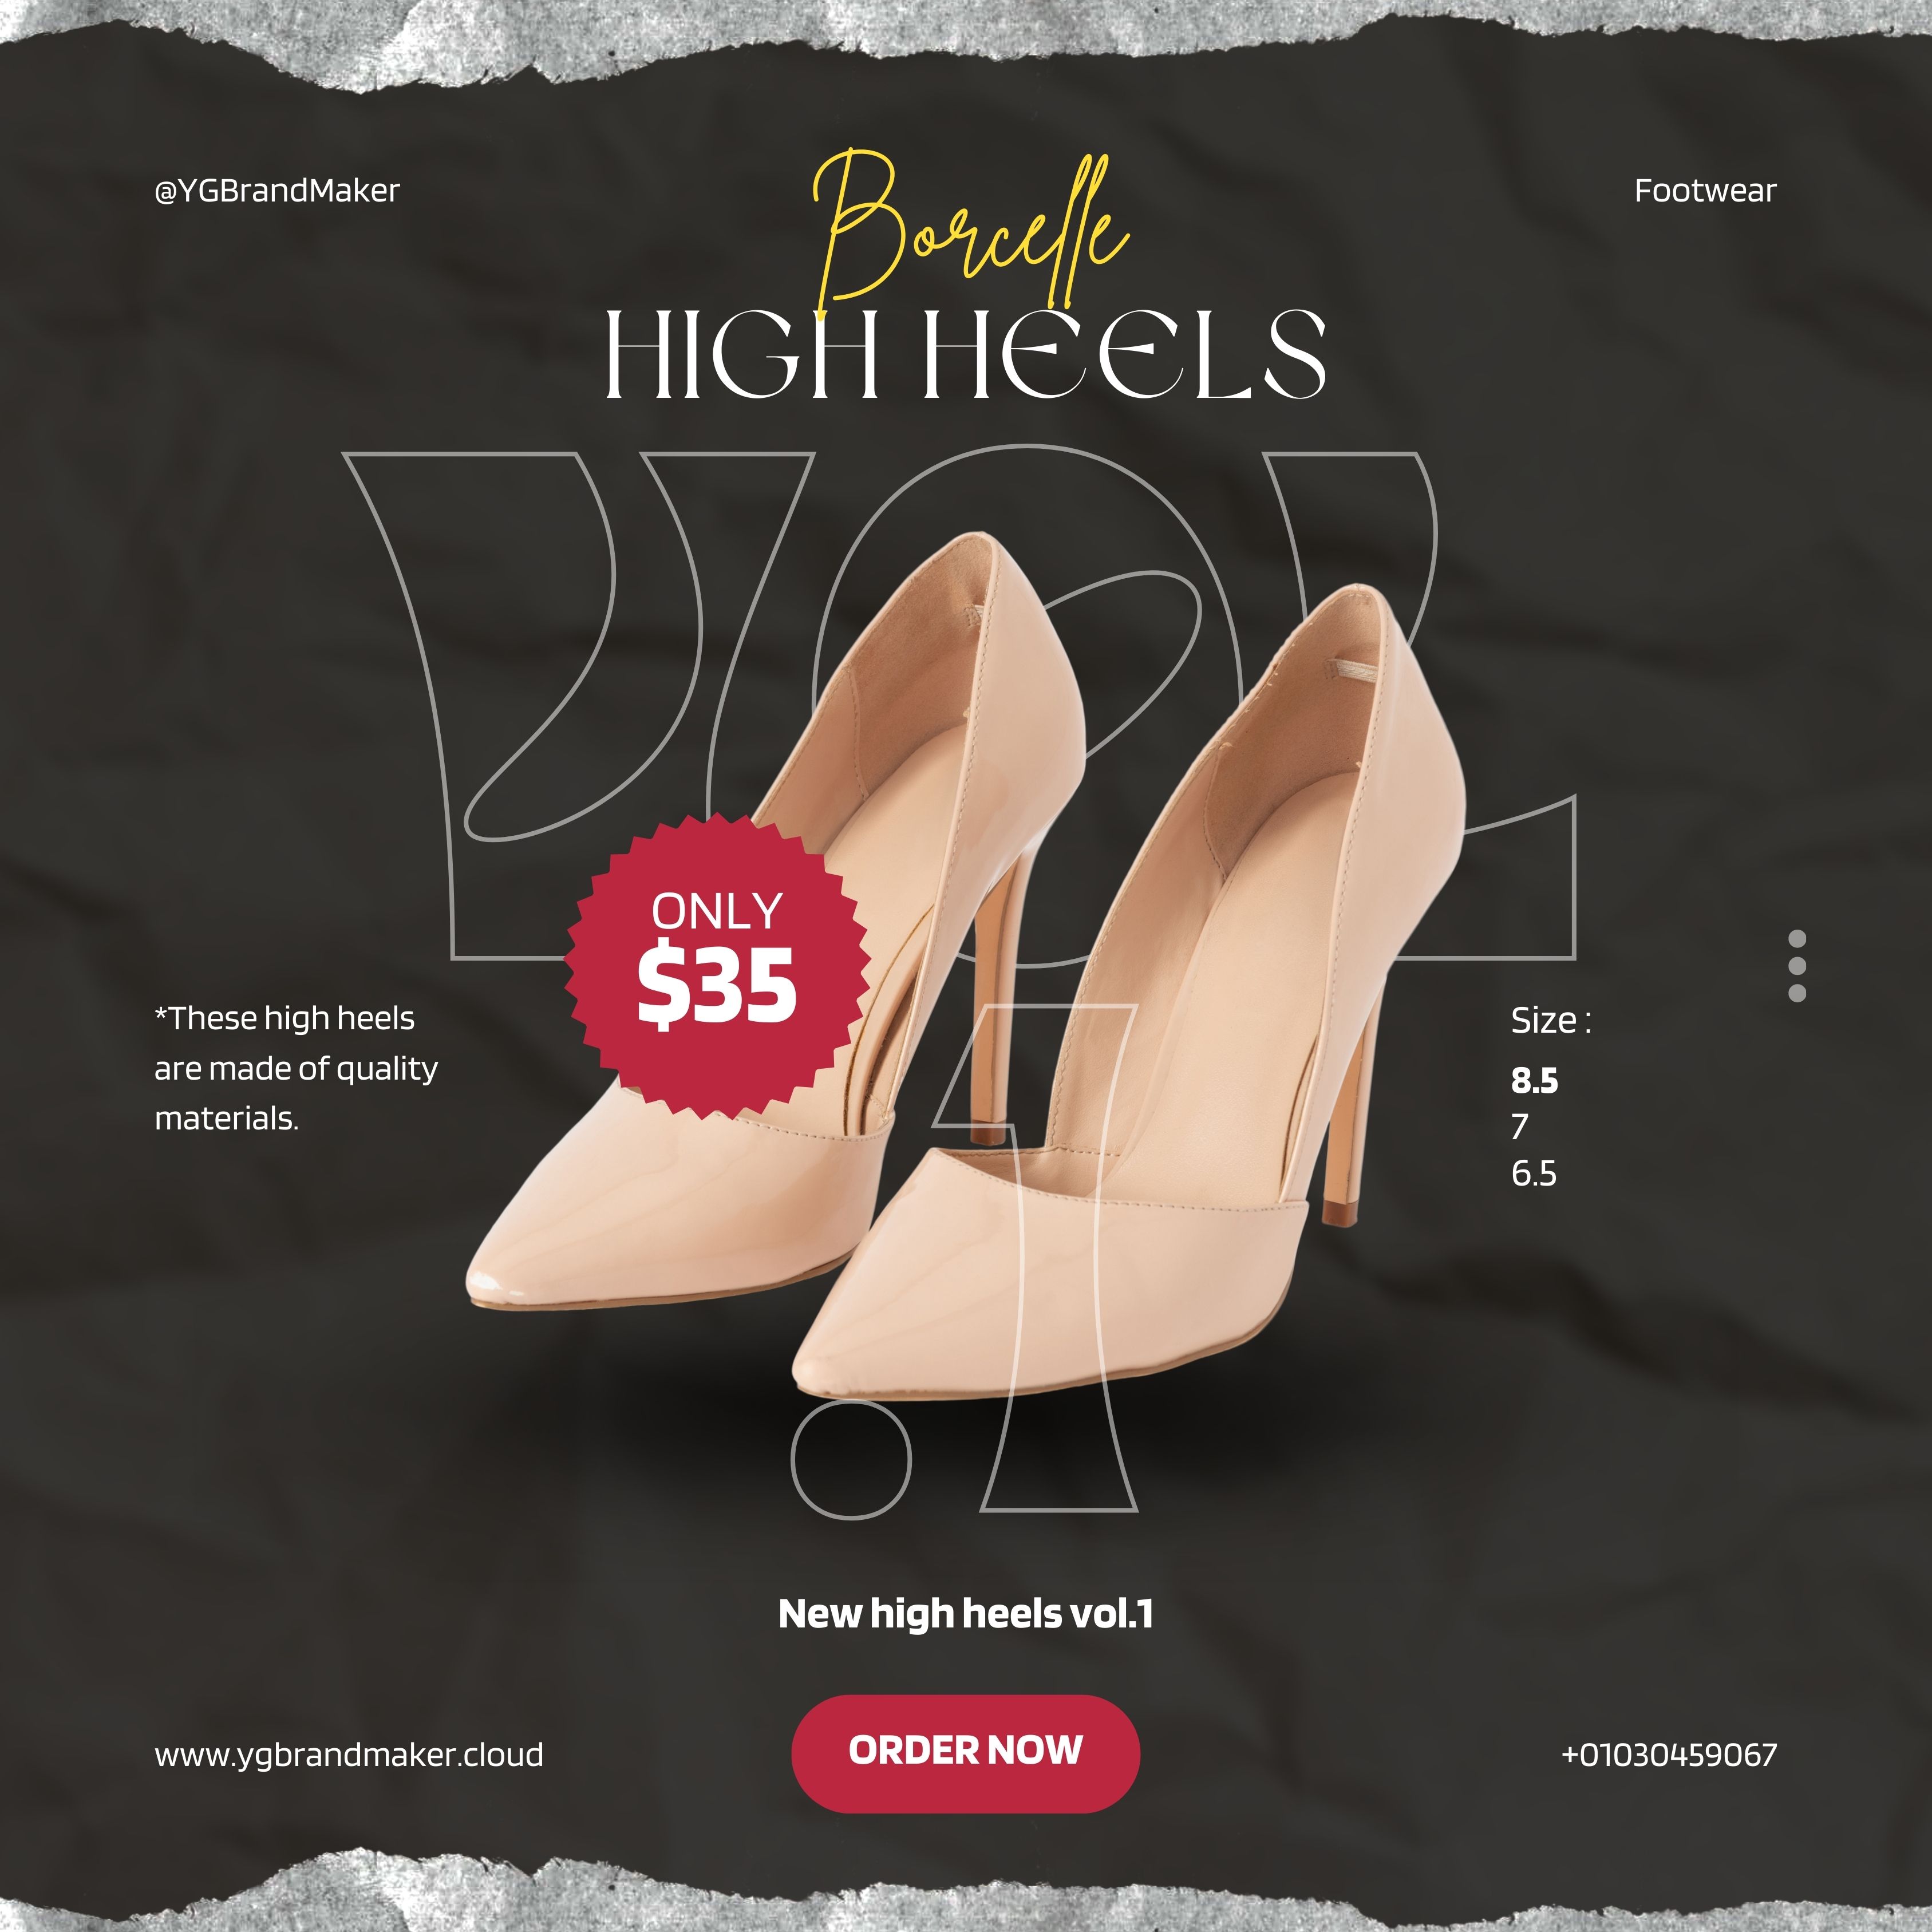 @YGBrandMaker
Footwear
Borcelle
HIGH HEELS
VOL
.1
ONLY
$35
*These high heels
are made of quality
materials.
Size :
8.5
7
6.5
New high heels vol.1
ORDER NOW
www.ygbrandmaker.cloud
+01030459067